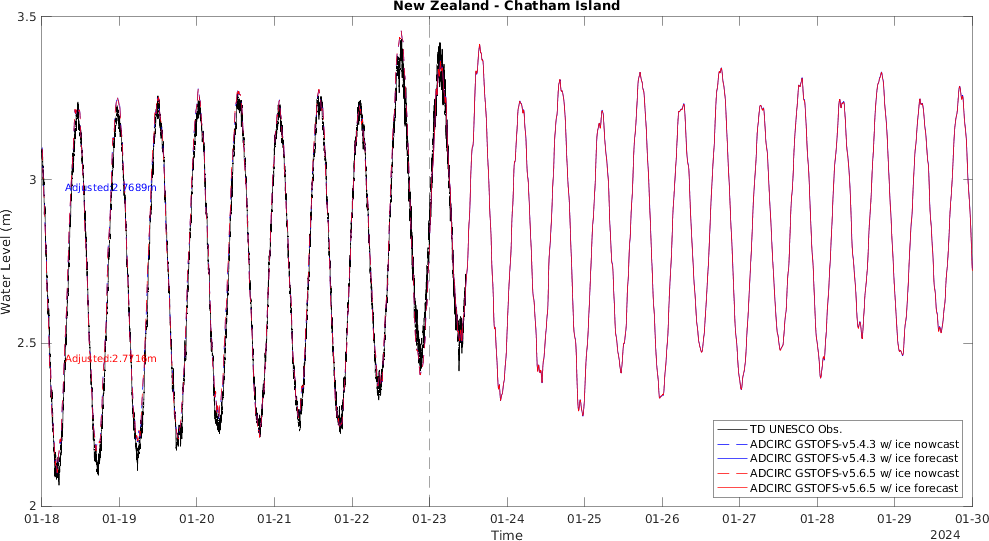 New Zealand - Chatham Island
3.5
3
2.5
2
Water Level (m)
Adjusted:2.7689m
Adjusted:2.7716m
TD UNESCO Obs.
ADCIRC GSTOFS-v5.4.3 w/ ice nowcast
ADCIRC GSTOFS-v5.4.3 w/ ice forecast
ADCIRC GSTOFS-v5.6.5 w/ ice nowcast
ADCIRC GSTOFS-v5.6.5 w/ ice forecast
01-18 01-19 01-20 01-21 01-22 01-23 01-24 01-25 01-26 01-27 01-28 01-29 01-30
Time
2024